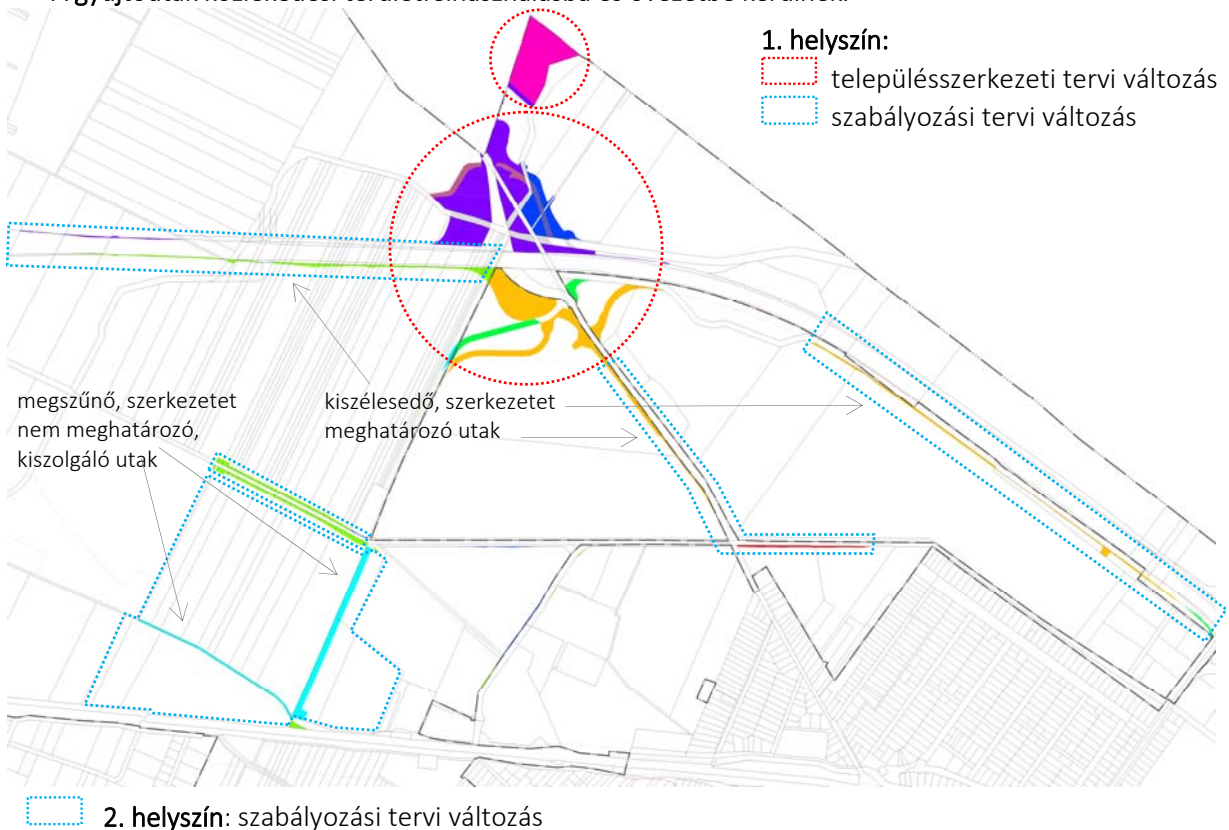 1. helyszín:
településszerkezeti tervi változás
szabályozási tervi változás
megszűnő, szerkezetet
nem meghatározó,
kiszolgáló utak
kiszélesedő, szerkezetet
meghatározó utak
2. helyszín: szabályozási tervi változás